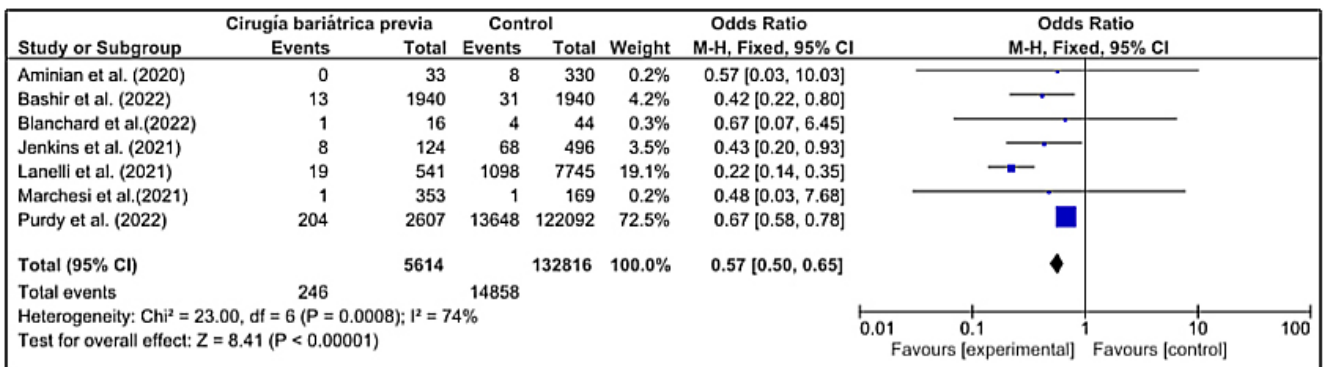 Cirugía bariátrica previa Control Odds Ratio Odds Ratio
Study or Subgroup Events Total Events Total Weight M-H, Fixed, 95% CI M-H, Fixed, 95% CI
Aminian et al. (2020) 0 33 8 330 0.2% 0.57 [0.03, 10.03]
Bashir et al. (2022) 13 1940 31 1940 4.2% 0.42 [0.22, 0.80]
Blanchard et al.(2022) 1 16 4 44 0.3% 0.67 [0.07, 6.45]
Jenkins et al. (2021) 8 124 68 496 3.5% 0.43 [0.20, 0.93]
Lanelli et al. (2021) 19 541 1098 7745 19.1% 0.22 [0.14, 0.35]
Marchesi et al.(2021) 1 353 1 169 0.2% 0.48 [0.03, 7.68]
Purdy et al. (2022) 204 2607 13648 122092 72.5% 0.67 [0.58, 0.78]
Total (95% CI) 5614 132816 100.0% 0.57 [0.50, 0.65]
Total events 246 14858
Heterogeneity: Chi² = 23.00, df = 6 (P = 0.0008); I² = 74%
Test for overall effect: Z = 8.41 (P < 0.00001)
0.01 0.1 1 10 100
Favours [experimental] Favours [control]